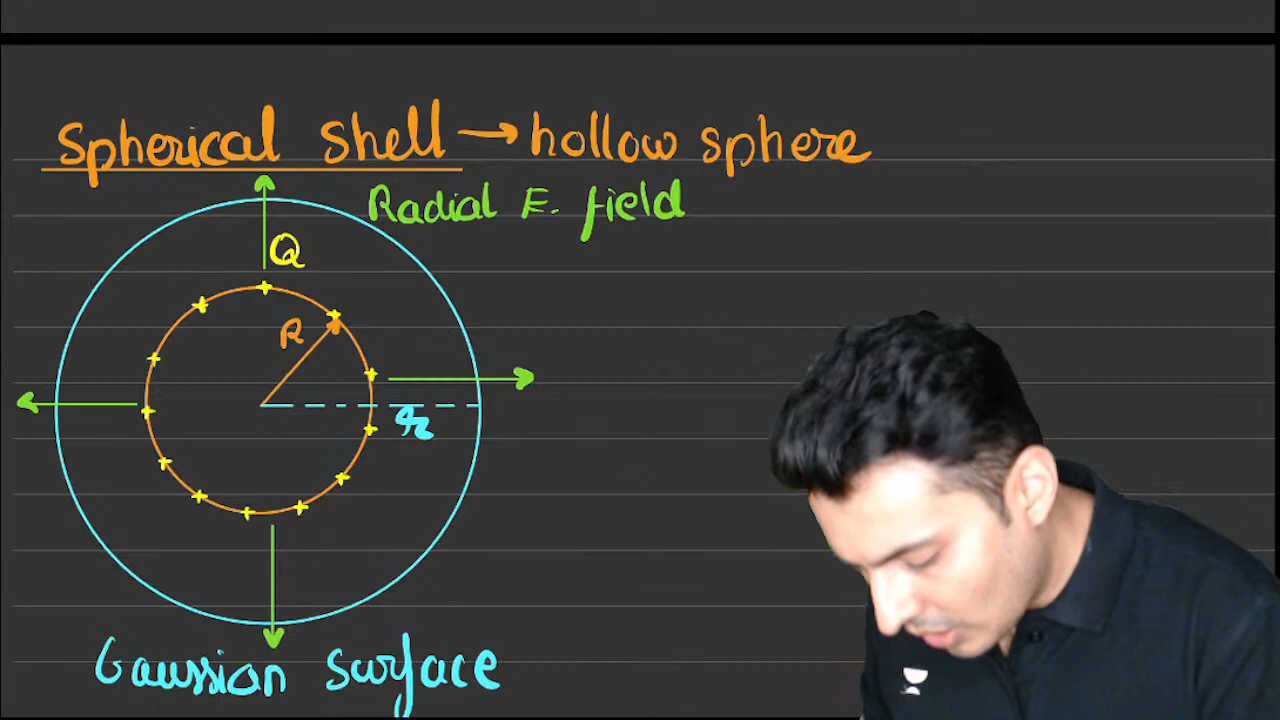 Spherical Shell → hollow sphere
Radial E. field
Q
R
r
Gaussian surface